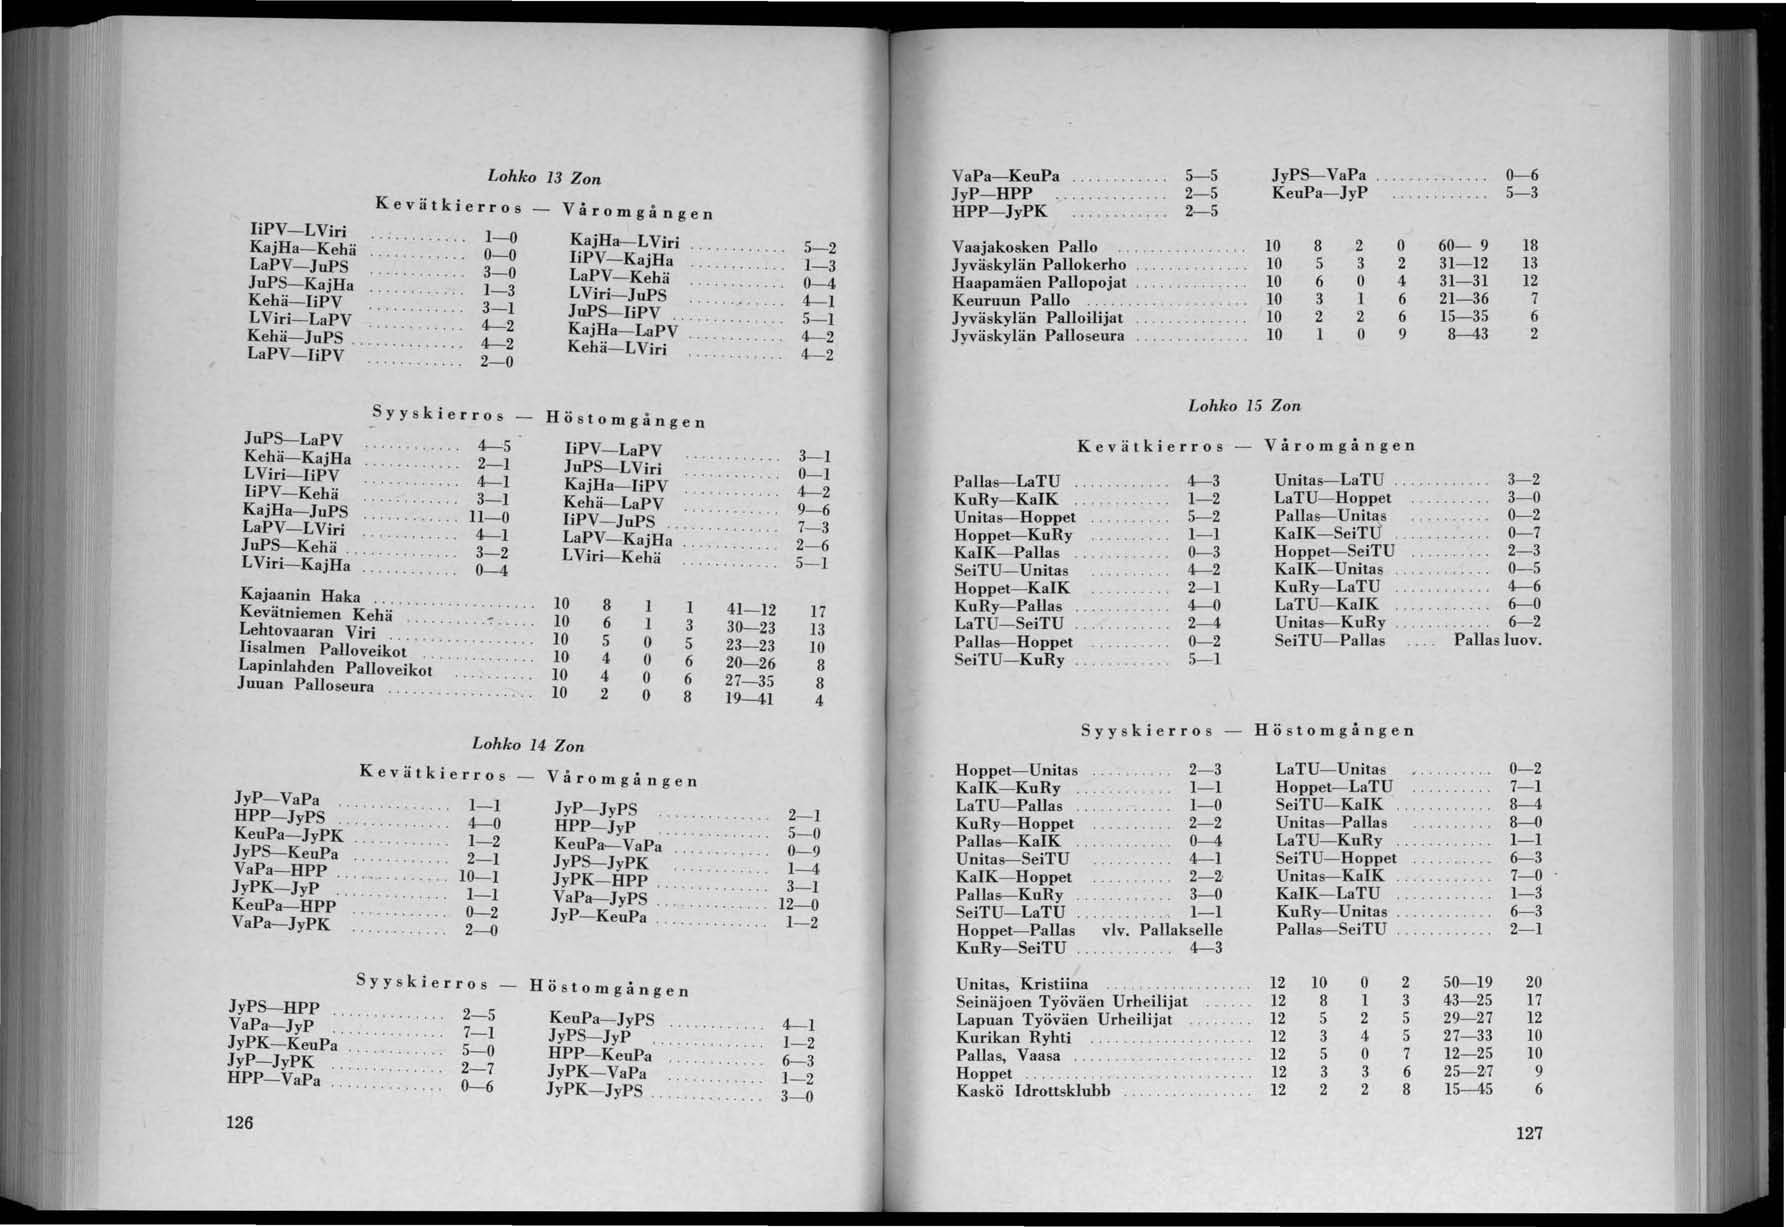 Lohko 13 Zon
Kevätkierros — Våromgången
IiPV—LViri ............ 1—0
KajHa—Kehä ............ 0—0
LaPV—JuPS ............ 3—0
JuPS—KajHa ............ 1—3
Kehä—IiPV ............ 3—1
LViri—LaPV ............ 4—2
Kehä—JuPS ............ 4—2
LaPV—IiPV ............ 2—0
KajHa—LViri ............ 5—2
IiPV—KajHa ............ 1—3
LaPV—Kehä ............ 0—4
LViri—JuPS ............ 4—1
JuPS—IiPV ............ 5—1
KajHa—LaPV ............ 4—2
Kehä—LViri ............ 4—2
Syyskierros — Höstomgången
JuPS—LaPV ............ 4—5
Kehä—KajHa ............ 2—1
LViri—IiPV ............ 4—1
IiPV—Kehä ............ 3—1
KajHa—JuPS ............ 11—0
LaPV—LViri ............ 4—1
JuPS—Kehä ............ 3—2
LViri—KajHa ............ 0—4
IiPV—LaPV ............ 3—1
JuPS—LViri ............ 0—1
KajHa—IiPV ............ 4—2
Kehä—LaPV ............ 9—6
IiPV—JuPS ............ 7—3
LaPV—KajHa ............ 2—6
LViri—Kehä ............ 5—1
Kajaanin Haka ............ 10 8 1 1 41—12 17
Kevätniemen Kehä ............ 10 6 1 3 30—23 13
Lehtovaaran Viri ............ 10 5 0 5 23—23 10
Iisalmen Palloveikot ............ 10 4 0 6 20—26 8
Lapinlahden Palloveikot ............ 10 4 0 6 27—35 8
Juuan Palloseura ............ 10 2 0 8 19—41 4
Lohko 14 Zon
Kevätkierros — Våromgången
JyP—VaPa ............ 1—1
HPP—JyPS ............ 4—0
KeuPa—JyPK ............ 1—2
JyPS—KeuPa ............ 2—1
VaPa—HPP ............ 10—1
JyPK—JyP ............ 1—1
KeuPa—HPP ............ 0—2
VaPa—JyPK ............ 2—0
JyP—JyPS ............ 2—1
HPP—JyP ............ 5—0
KeuPa—VaPa ............ 0—9
JyPS—JyPK ............ 1—4
JyPK—HPP ............ 3—1
VaPa—JyPS ............ 12—0
JyP—KeuPa ............ 1—2
Syyskierros — Höstomgången
JyPS—HPP ............ 2—5
VaPa—JyP ............ 7—1
JyPK—KeuPa ............ 5—0
JyP—JyPK ............ 2—7
HPP—VaPa ............ 0—6
KeuPa—JyPS ............ 4—1
JyPS—JyP ............ 1—2
HPP—KeuPa ............ 6—3
JyPK—VaPa ............ 1—2
JyPK—JyPS ............ 3—0
126
VaPa—KeuPa ............ 5—5
JyP—HPP ............ 2—5
HPP—JyPK ............ 2—5
JyPS—VaPa ............ 0—6
KeuPa—JyP ............ 5—3
Vaajakosken Pallo ............ 10 8 2 0 60— 9 18
Jyväskylän Pallokerho ............ 10 5 3 2 31—12 13
Haapamäen Pallopojat ............ 10 6 0 4 31—31 12
Keuruun Pallo ............ 10 3 1 6 21—36 7
Jyväskylän Palloilijat ............ 10 2 2 6 15—35 6
Jyväskylän Palloseura ............ 10 1 0 9 8—43 2
Lohko 15 Zon
Kevätkierros — Våromgången
Pallas—LaTU ............ 4—3
KuRy—KaIK ............ 1—2
Unitas—Hoppet ............ 5—2
Hoppet—KuRy ............ 1—1
KaIK—Pallas ............ 0—3
SeiTU—Unitas ............ 4—2
Hoppet—KaIK ............ 2—1
KuRy—Pallas ............ 4—0
LaTU—SeiTU ............ 2—4
Pallas—Hoppet ............ 0—2
SeiTU—KuRy ............ 5—1
Unitas—LaTU ............ 3—2
LaTU—Hoppet ............ 3—0
Pallas—Unitas ............ 0—2
KaIK—SeiTU ............ 0—7
Hoppet—SeiTU ............ 2—3
KaIK—Unitas ............ 0—5
KuRy—LaTU ............ 4—6
LaTU—KaIK ............ 6—0
Unitas—KuRy ............ 6—2
SeiTU—Pallas .... Pallas luov.
Syyskierros — Höstomgången
Hoppet—Unitas ............ 2—3
KaIK—KuRy ............ 1—1
LaTU—Pallas ............ 1—0
KuRy—Hoppet ............ 2—2
Pallas—KaIK ............ 0—4
Unitas—SeiTU ............ 4—1
KaIK—Hoppet ............ 2—2
Pallas—KuRy ............ 3—0
SeiTU—LaTU ............ 1—1
Hoppet—Pallas vlv. Pallakselle
KuRy—SeiTU ............ 4—3
LaTU—Unitas ............ 0—2
Hoppet—LaTU ............ 7—1
SeiTU—KaIK ............ 8—4
Unitas—Pallas ............ 8—0
LaTU—KuRy ............ 1—1
SeiTU—Hoppet ............ 6—3
Unitas—KaIK ............ 7—0
KaIK—LaTU ............ 1—3
KuRy—Unitas ............ 6—3
Pallas—SeiTU ............ 2—1
Unitas, Kristiina ............ 12 10 0 2 50—19 20
Seinäjoen Työväen Urheilijat ...... 12 8 1 3 43—25 17
Lapuan Työväen Urheilijat ........ 12 5 2 5 29—27 12
Kurikan Ryhti ............ 12 3 4 5 27—33 10
Pallas, Vaasa ............ 12 5 0 7 12—25 10
Hoppet ............ 12 3 3 6 25—27 9
Kaskö Idrottsklubb ............ 12 2 2 8 15—45 6
127